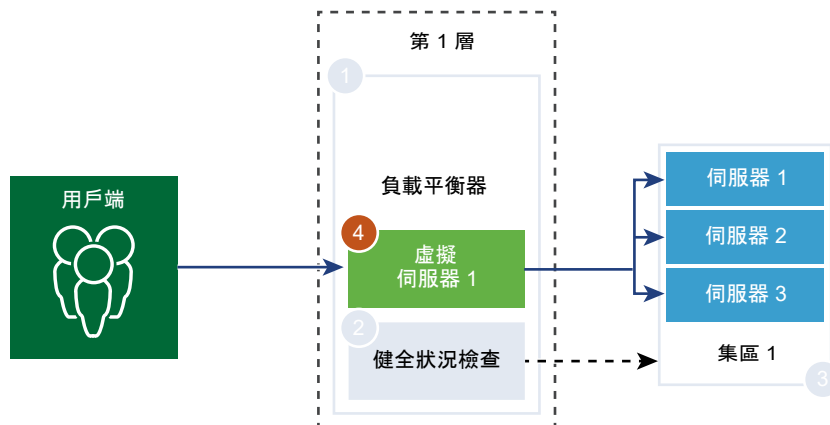 第 1 層
1
負載平衡器
用戶端
4
虛擬
伺服器 1
2
健全狀況檢查
伺服器 1
伺服器 2
伺服器 3
集區 1
3